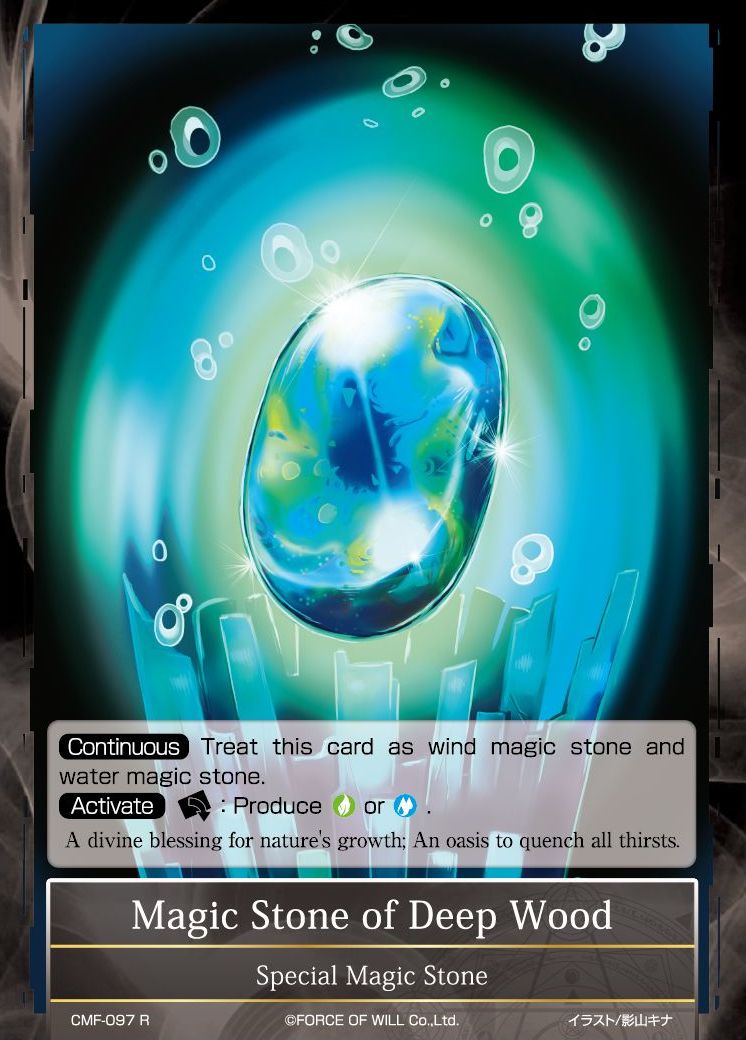 Continuous Treat this card as wind magic stone and
water magic stone.
Activate : Produce or .
A divine blessing for nature's growth; An oasis to quench all thirsts.
Magic Stone of Deep Wood
Special Magic Stone
CMF-097 R ©FORCE OF WILL Co.,Ltd. イラスト/影山キナ